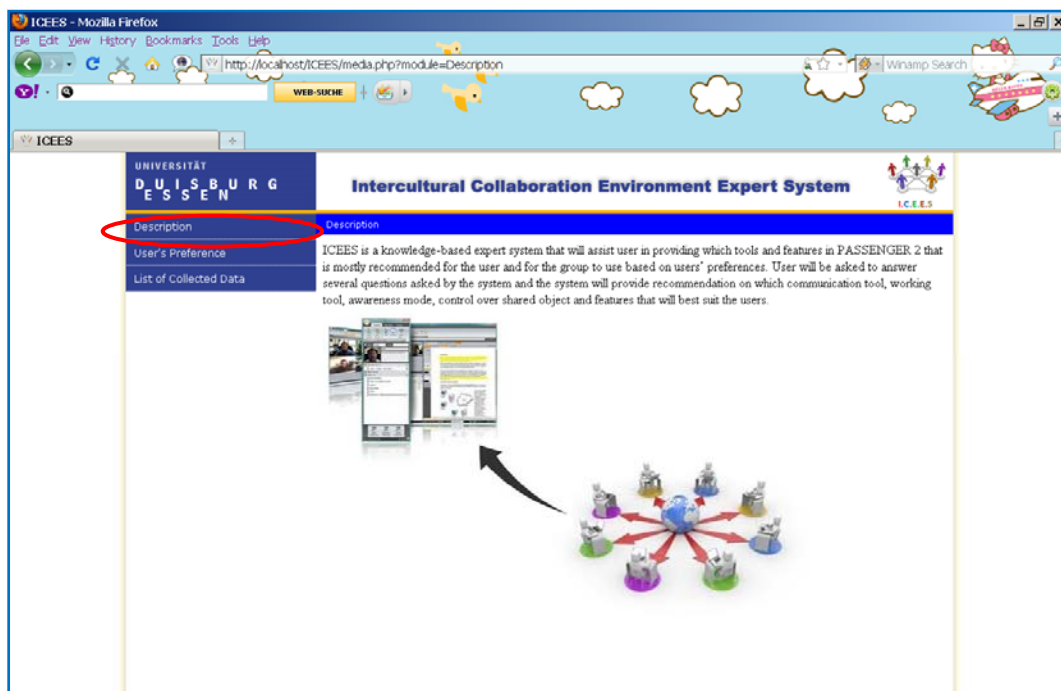 ICEES - Mozilla Firefox
File Edit View History Bookmarks Tools Help
http://localhost/ICEES/media.php?module=Description
Winamp Search
WEB-SUCHE
ICEES
UNIVERSITÄT
DUISBURG
ESSEN
Intercultural Collaboration Environment Expert System
I.C.E.E.S
Description
User's Preference
List of Collected Data
Description
ICEES is a knowledge-based expert system that will assist user in providing which tools and features in PASSENGER 2 that
is mostly recommended for the user and for the group to use based on users' preferences. User will be asked to answer
several questions asked by the system and the system will provide recommendation on which communication tool, working
tool, awareness mode, control over shared object and features that will best suit the users.